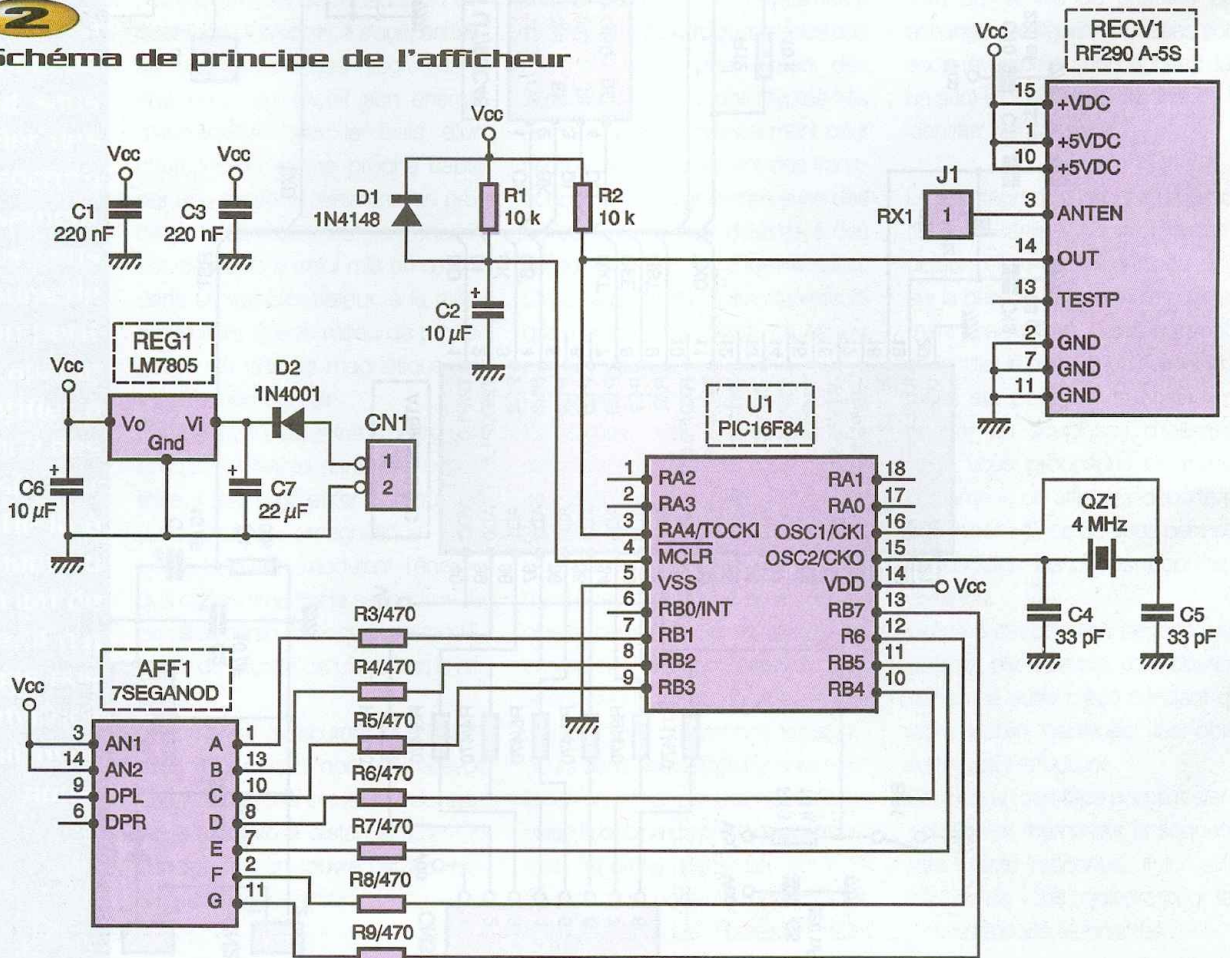 2
Schéma de principe de l'afficheur
Vcc
C1
220 nF
Vcc
C3
220 nF
Vcc
D1
1N4148
R1
10 k
R2
10 k
C2
+
10 µF
RECV1
RF290 A-5S
Vcc
15
+VDC
1
+5VDC
10
+5VDC
J1
RX1
1
3
ANTEN
14
OUT
13
TESTP
2
GND
7
GND
11
GND
REG1
LM7805
Vcc
Vo
Vi
Gnd
D2
1N4001
CN1
1
2
+
C6
10 µF
+
C7
22 µF
U1
PIC16F84
1
RA2
2
RA3
3
RA4/TOCKI
4
MCLR
5
VSS
6
RB0/INT
7
RB1
8
RB2
9
RB3
RA1
18
RA0
17
OSC1/CKI
16
OSC2/CKO
15
VDD
14
Vcc
RB7
13
R6
12
RB5
11
RB4
10
QZ1
4 MHz
C4
33 pF
C5
33 pF
AFF1
7SEGANOD
Vcc
3
AN1
14
AN2
9
DPL
6
DPR
A
1
B
13
C
10
D
8
E
7
F
2
G
11
R3/470
R4/470
R5/470
R6/470
R7/470
R8/470
R9/470